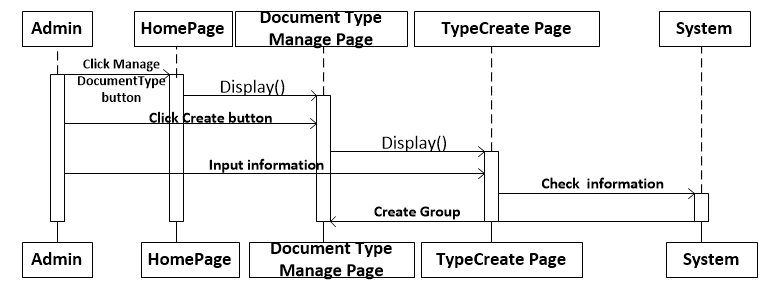 Admin
HomePage
Document Type
Manage Page
TypeCreate Page
System
Click Manage
DocumentType
button
Display()
Click Create button
Display()
Input information
Check  information
Create Group
Admin
HomePage
Document Type
Manage Page
TypeCreate Page
System